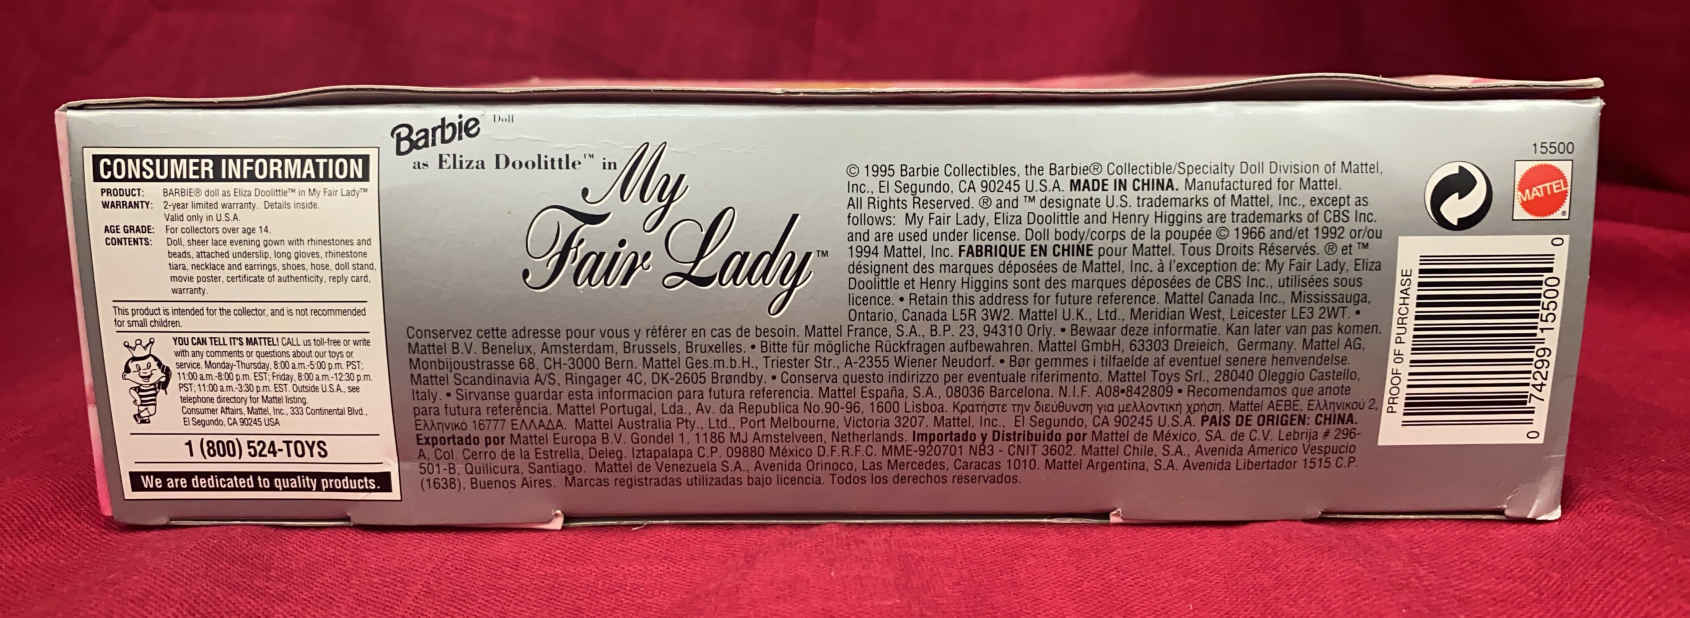 CONSUMER INFORMATION
PRODUCT: BARBIE® doll as Eliza Doolittle™ in My Fair Lady™
WARRANTY: 2-year limited warranty. Details inside.
Valid only in U.S.A.
AGE GRADE: For collectors over age 14.
CONTENTS: Doll, sheer lace evening gown with rhinestones and
beads, attached underslip, long gloves, rhinestone
tiara, necklace and earrings, shoes, hose, doll stand,
movie poster, certificate of authenticity, reply card,
warranty.
This product is intended for the collector, and is not recommended
for small children.
YOU CAN TELL IT'S MATTEL! CALL us toll-free or write
with any comments or questions about our toys or
service. Monday-Thursday, 8:00 a.m.-5:00 p.m. PST;
11:00 a.m.-8:00 p.m. EST; Friday, 8:00 a.m.-12:30 p.m.
PST; 11:00 a.m.-3:30 p.m. EST. Outside U.S.A., see
telephone directory for Mattel listing.
Consumer Affairs, Mattel, Inc., 333 Continental Blvd.,
El Segundo, CA 90245 USA
1 (800) 524-TOYS
We are dedicated to quality products.
Barbie Doll
as Eliza Doolittle™ in
My
Fair Lady™
© 1995 Barbie Collectibles, the Barbie® Collectible/Specialty Doll Division of Mattel,
Inc., El Segundo, CA 90245 U.S.A. MADE IN CHINA. Manufactured for Mattel.
All Rights Reserved. ® and ™ designate U.S. trademarks of Mattel, Inc., except as
follows: My Fair Lady, Eliza Doolittle and Henry Higgins are trademarks of CBS Inc.
and are used under license. Doll body/corps de la poupée © 1966 and/et 1992 or/ou
1994 Mattel, Inc. FABRIQUE EN CHINE pour Mattel. Tous Droits Réservés. ® et ™
désignent des marques déposées de Mattel, Inc. à l'exception de: My Fair Lady, Eliza
Doolittle et Henry Higgins sont des marques déposées de CBS Inc., utilisées sous
licence. • Retain this address for future reference. Mattel Canada Inc., Mississauga,
Ontario, Canada L5R 3W2. Mattel U.K., Ltd., Meridian West, Leicester LE3 2WT. •
Conservez cette adresse pour vous y référer en cas de besoin. Mattel France, S.A., B.P. 23, 94310 Orly. • Bewaar deze informatie. Kan later van pas komen.
Mattel B.V. Benelux, Amsterdam, Brussels, Bruxelles. • Bitte für mögliche Rückfragen aufbewahren. Mattel GmbH, 63303 Dreieich, Germany. Mattel AG,
Monbijoustrasse 68, CH-3000 Bern. Mattel Ges.m.b.H., Triester Str., A-2355 Wiener Neudorf. • Bør gemmes i tilfaelde af eventuel senere henvendelse.
Mattel Scandinavia A/S, Ringager 4C, DK-2605 Brøndby. • Conserva questo indirizzo per eventuale riferimento. Mattel Toys Srl., 28040 Oleggio Castello,
Italy. • Sirvanse guardar esta informacion para futura referencia. Mattel España, S.A., 08036 Barcelona. N.I.F. A08•842809 • Recomendamos que anote
para futura referência. Mattel Portugal, Lda., Av. da Republica No.90-96, 1600 Lisboa. Κρατήστε την διεύθυνση για μελλοντική χρήση. Mattel AEBE, Ελληνικού 2,
Ελληνικό 16777 ΕΛΛΑΔΑ. Mattel Australia Pty., Ltd., Port Melbourne, Victoria 3207. Mattel, Inc., El Segundo, CA 90245 U.S.A. PAIS DE ORIGEN: CHINA.
Exportado por Mattel Europa B.V. Gondel 1, 1186 MJ Amstelveen, Netherlands. Importado y Distribuido por Mattel de México, SA. de C.V. Lebrija # 296-
A, Col. Cerro de la Estrella, Deleg. Iztapalapa C.P. 09880 México D.F. R.F.C. MME-920701 NB3 - CNIT 3602. Mattel Chile, S.A., Avenida Americo Vespucio
501-B, Quilicura, Santiago. Mattel de Venezuela S.A., Avenida Orinoco, Las Mercedes, Caracas 1010. Mattel Argentina, S.A. Avenida Libertador 1515 C.P.
(1638), Buenos Aires. Marcas registradas utilizadas bajo licencia. Todos los derechos reservados.
15500
MATTEL®
PROOF OF PURCHASE
0 74299 15500 0